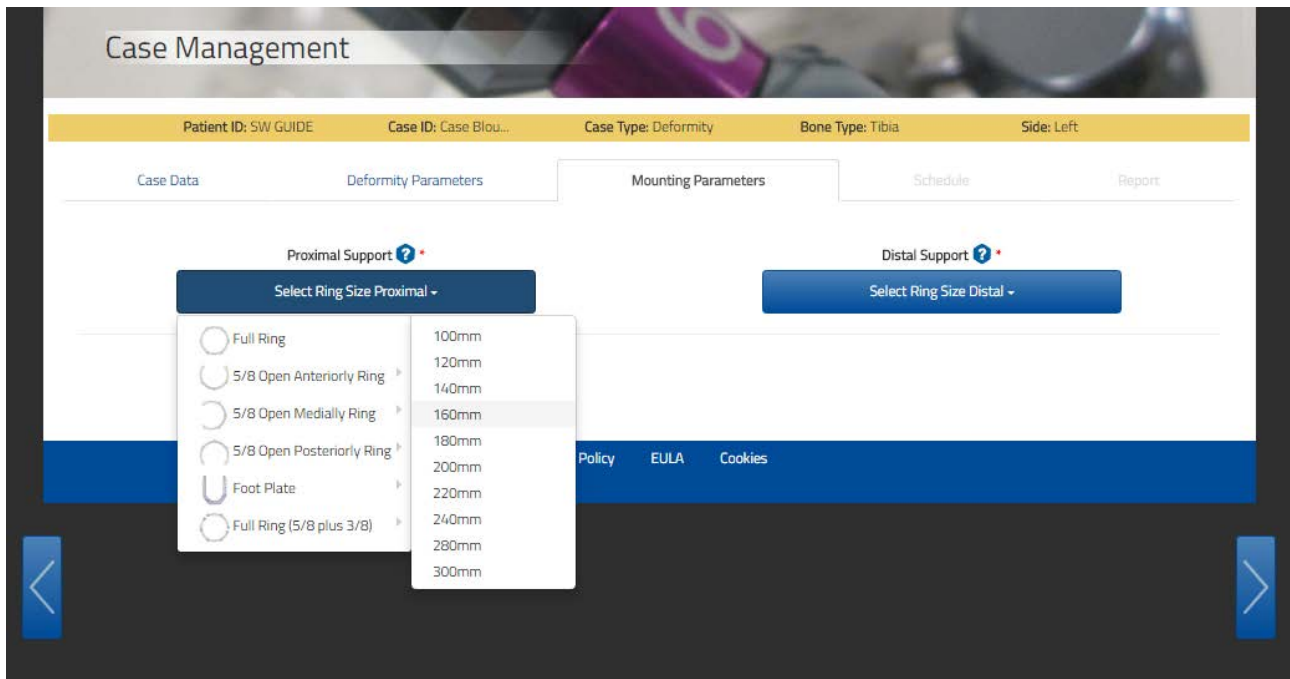 6
Case Management
Patient ID: SW GUIDE Case ID: Case Blou... Case Type: Deformity Bone Type: Tibia Side: Left
Case Data Deformity Parameters Mounting Parameters Schedule Report
Proximal Support ? * Distal Support ? *
Select Ring Size Proximal Select Ring Size Distal
Full Ring
5/8 Open Anteriorly Ring
5/8 Open Medially Ring
5/8 Open Posteriorly Ring
Foot Plate
Full Ring (5/8 plus 3/8)
100mm
120mm
140mm
160mm
180mm
200mm
220mm
240mm
280mm
300mm
Policy EULA Cookies